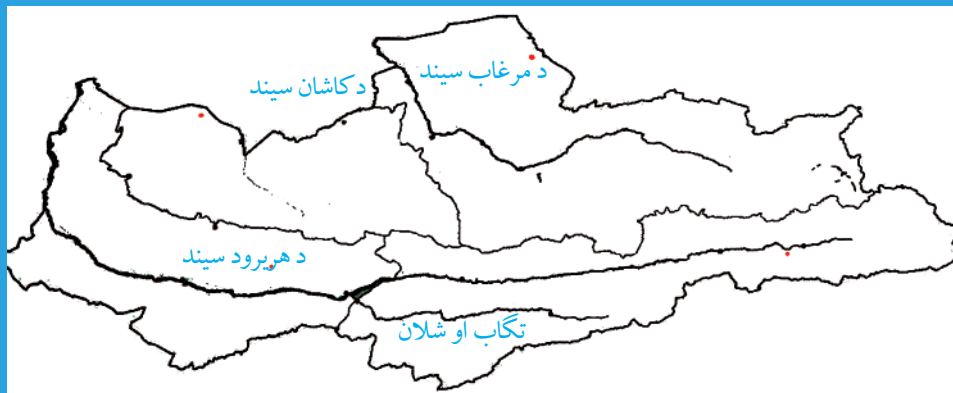 د مرغاب سیند
د کاشان سیند
د هریرود سیند
تگاب او شلان